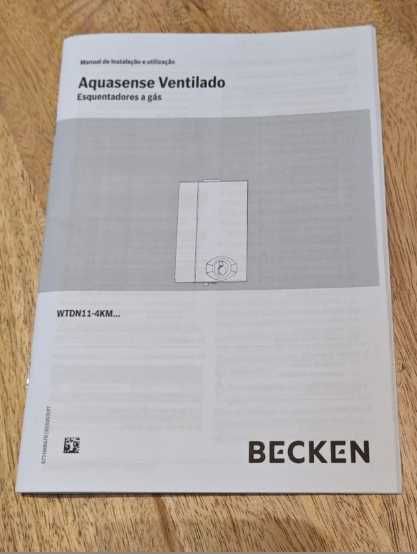 Manual de instalação e utilização
Aquasense Ventilado
Esquentadores a gás
WTDN11-4KM...
BECKEN